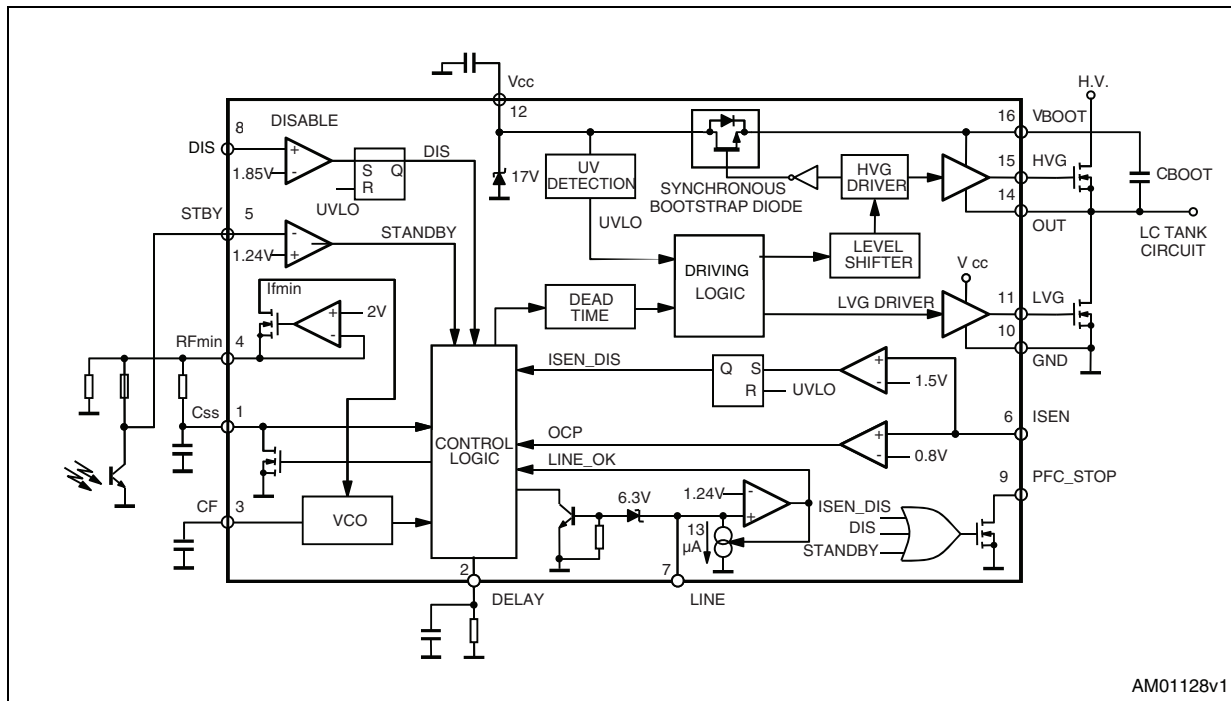 H.V.
Vcc
12
8
DISABLE
16
VBOOT
DIS
1.85V
+
-
S
Q
R
DIS
UVLO
17V
UV
DETECTION
SYNCHRONOUS
BOOTSTRAP DIODE
HVG
DRIVER
15
HVG
CBOOT
14
OUT
LC TANK
CIRCUIT
STBY
5
1.24V
-
+
STANDBY
UVLO
DRIVING
LOGIC
LEVEL
SHIFTER
Vcc
Ifmin
+
-
2V
DEAD
TIME
LVG DRIVER
11
LVG
10
GND
RFmin
4
ISEN_DIS
Q
S
R
UVLO
+
-
1.5V
Css
1
6
ISEN
CONTROL
LOGIC
OCP
+
-
0.8V
LINE_OK
9
PFC_STOP
CF
3
VCO
6.3V
1.24V
-
+
13
µA
ISEN_DIS
DIS
STANDBY
2
DELAY
7
LINE
AM01128v1